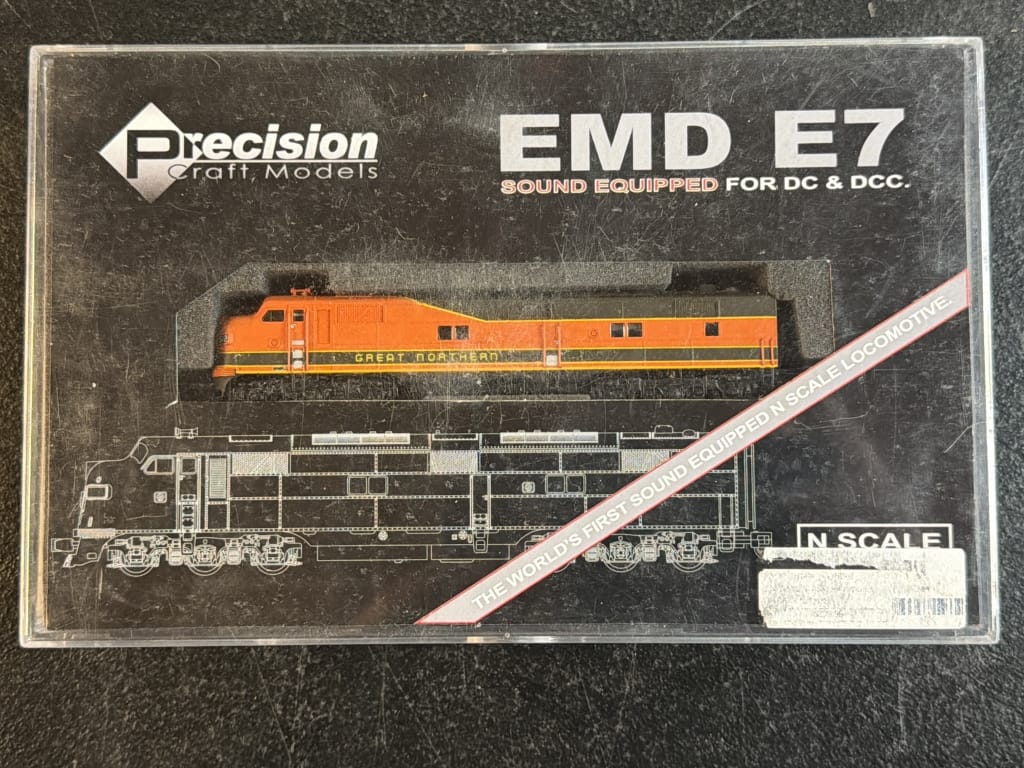 Precision
Craft Models
EMD E7
SOUND EQUIPPED FOR DC & DCC.
GREAT NORTHERN
THE WORLD'S FIRST SOUND EQUIPPED N SCALE LOCOMOTIVE.
N SCALE